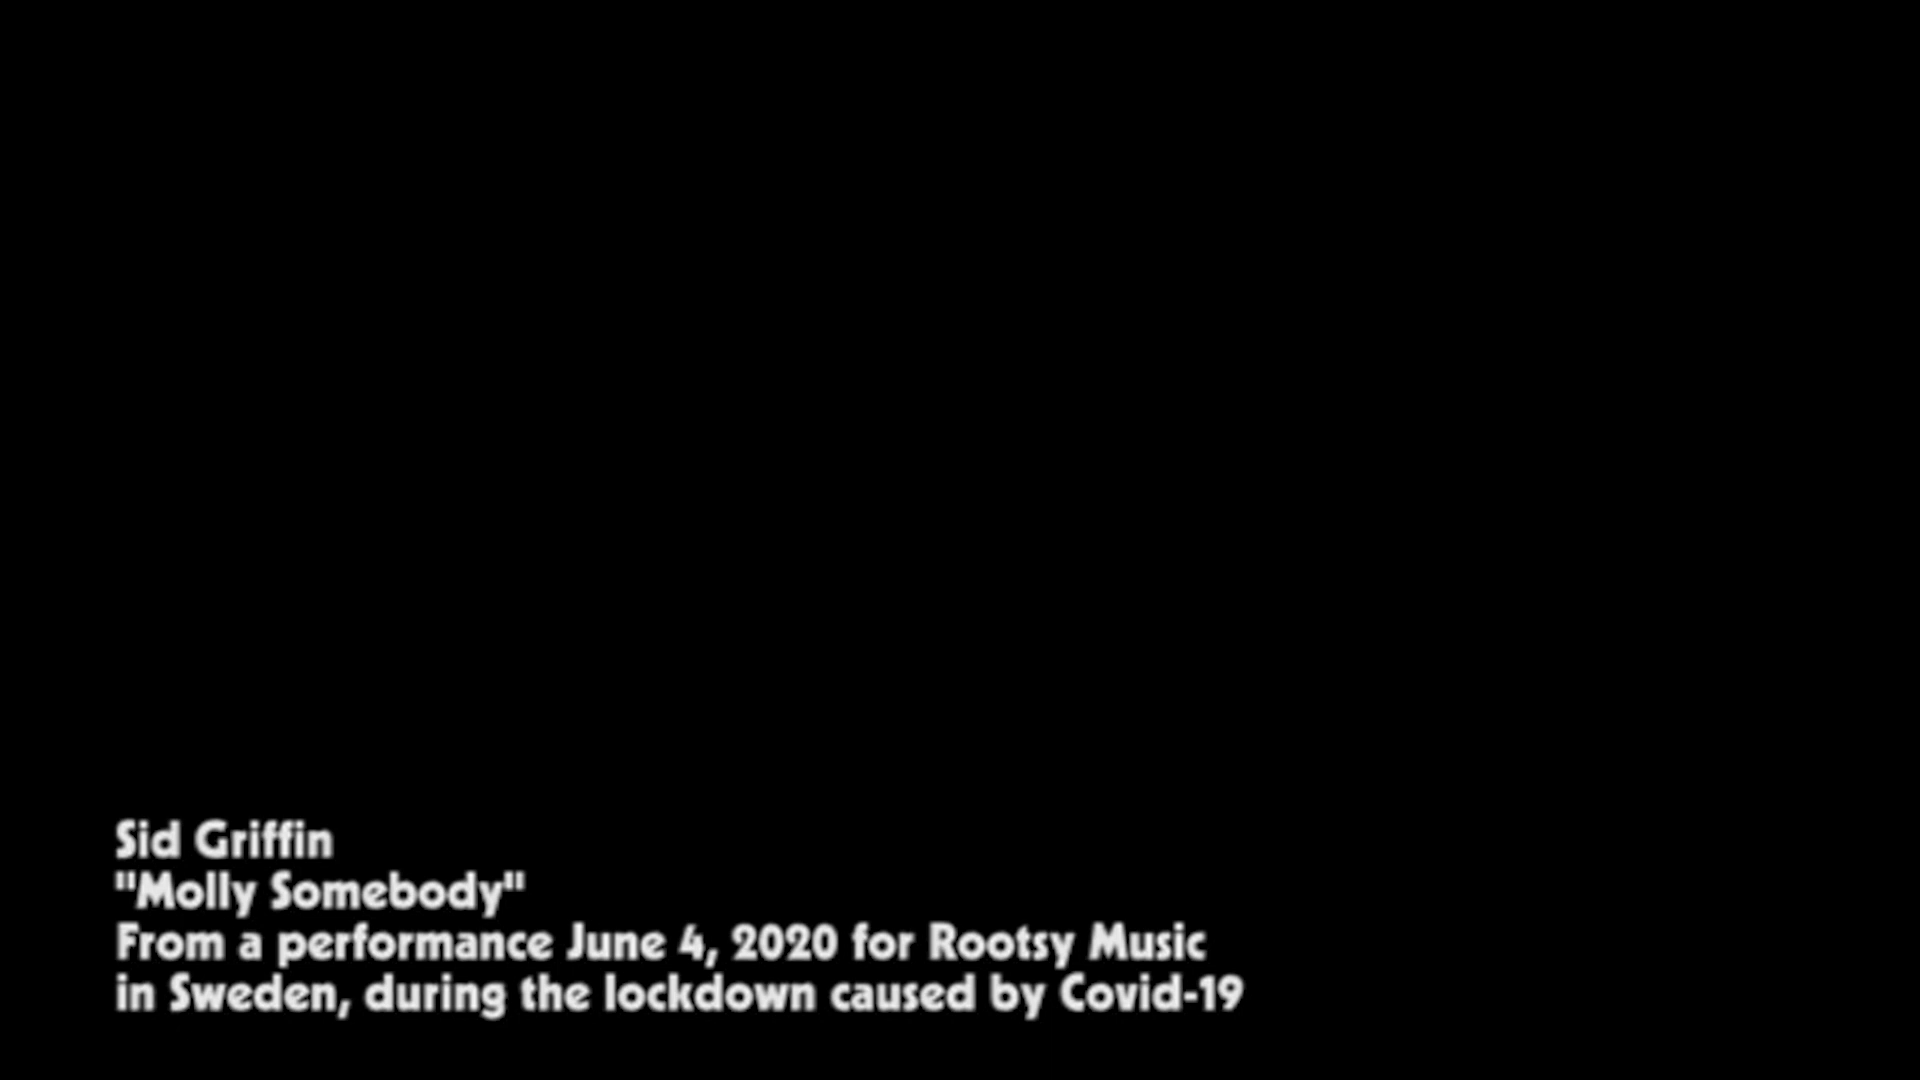 Sid Griffin
"Molly Somebody"
From a performance June 4, 2020 for Rootsy Music
in Sweden, during the lockdown caused by Covid-19